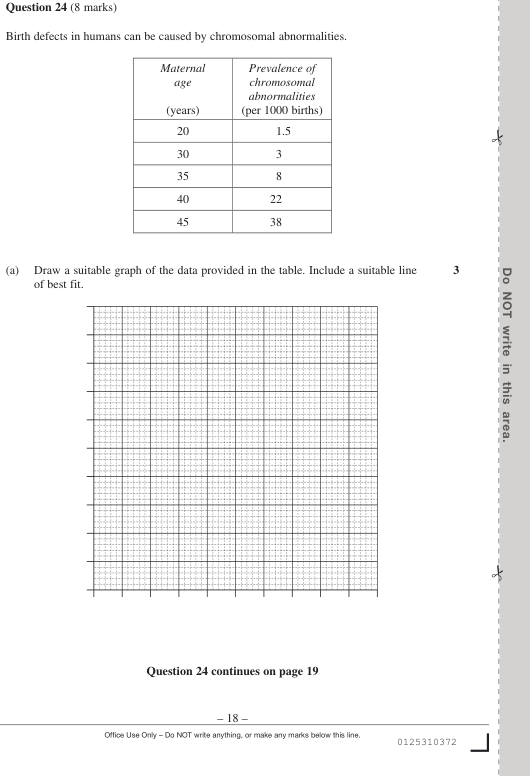 Question 24 (8 marks)
Birth defects in humans can be caused by chromosomal abnormalities.
Maternal age (years)
Prevalence of chromosomal abnormalities (per 1000 births)
20 1.5
30 3
35 8
40 22
45 38
(a) Draw a suitable graph of the data provided in the table. Include a suitable line 3
of best fit.
Do NOT write in this area.
Question 24 continues on page 19
– 18 –
Office Use Only – Do NOT write anything, or make any marks below this line.
0125310372